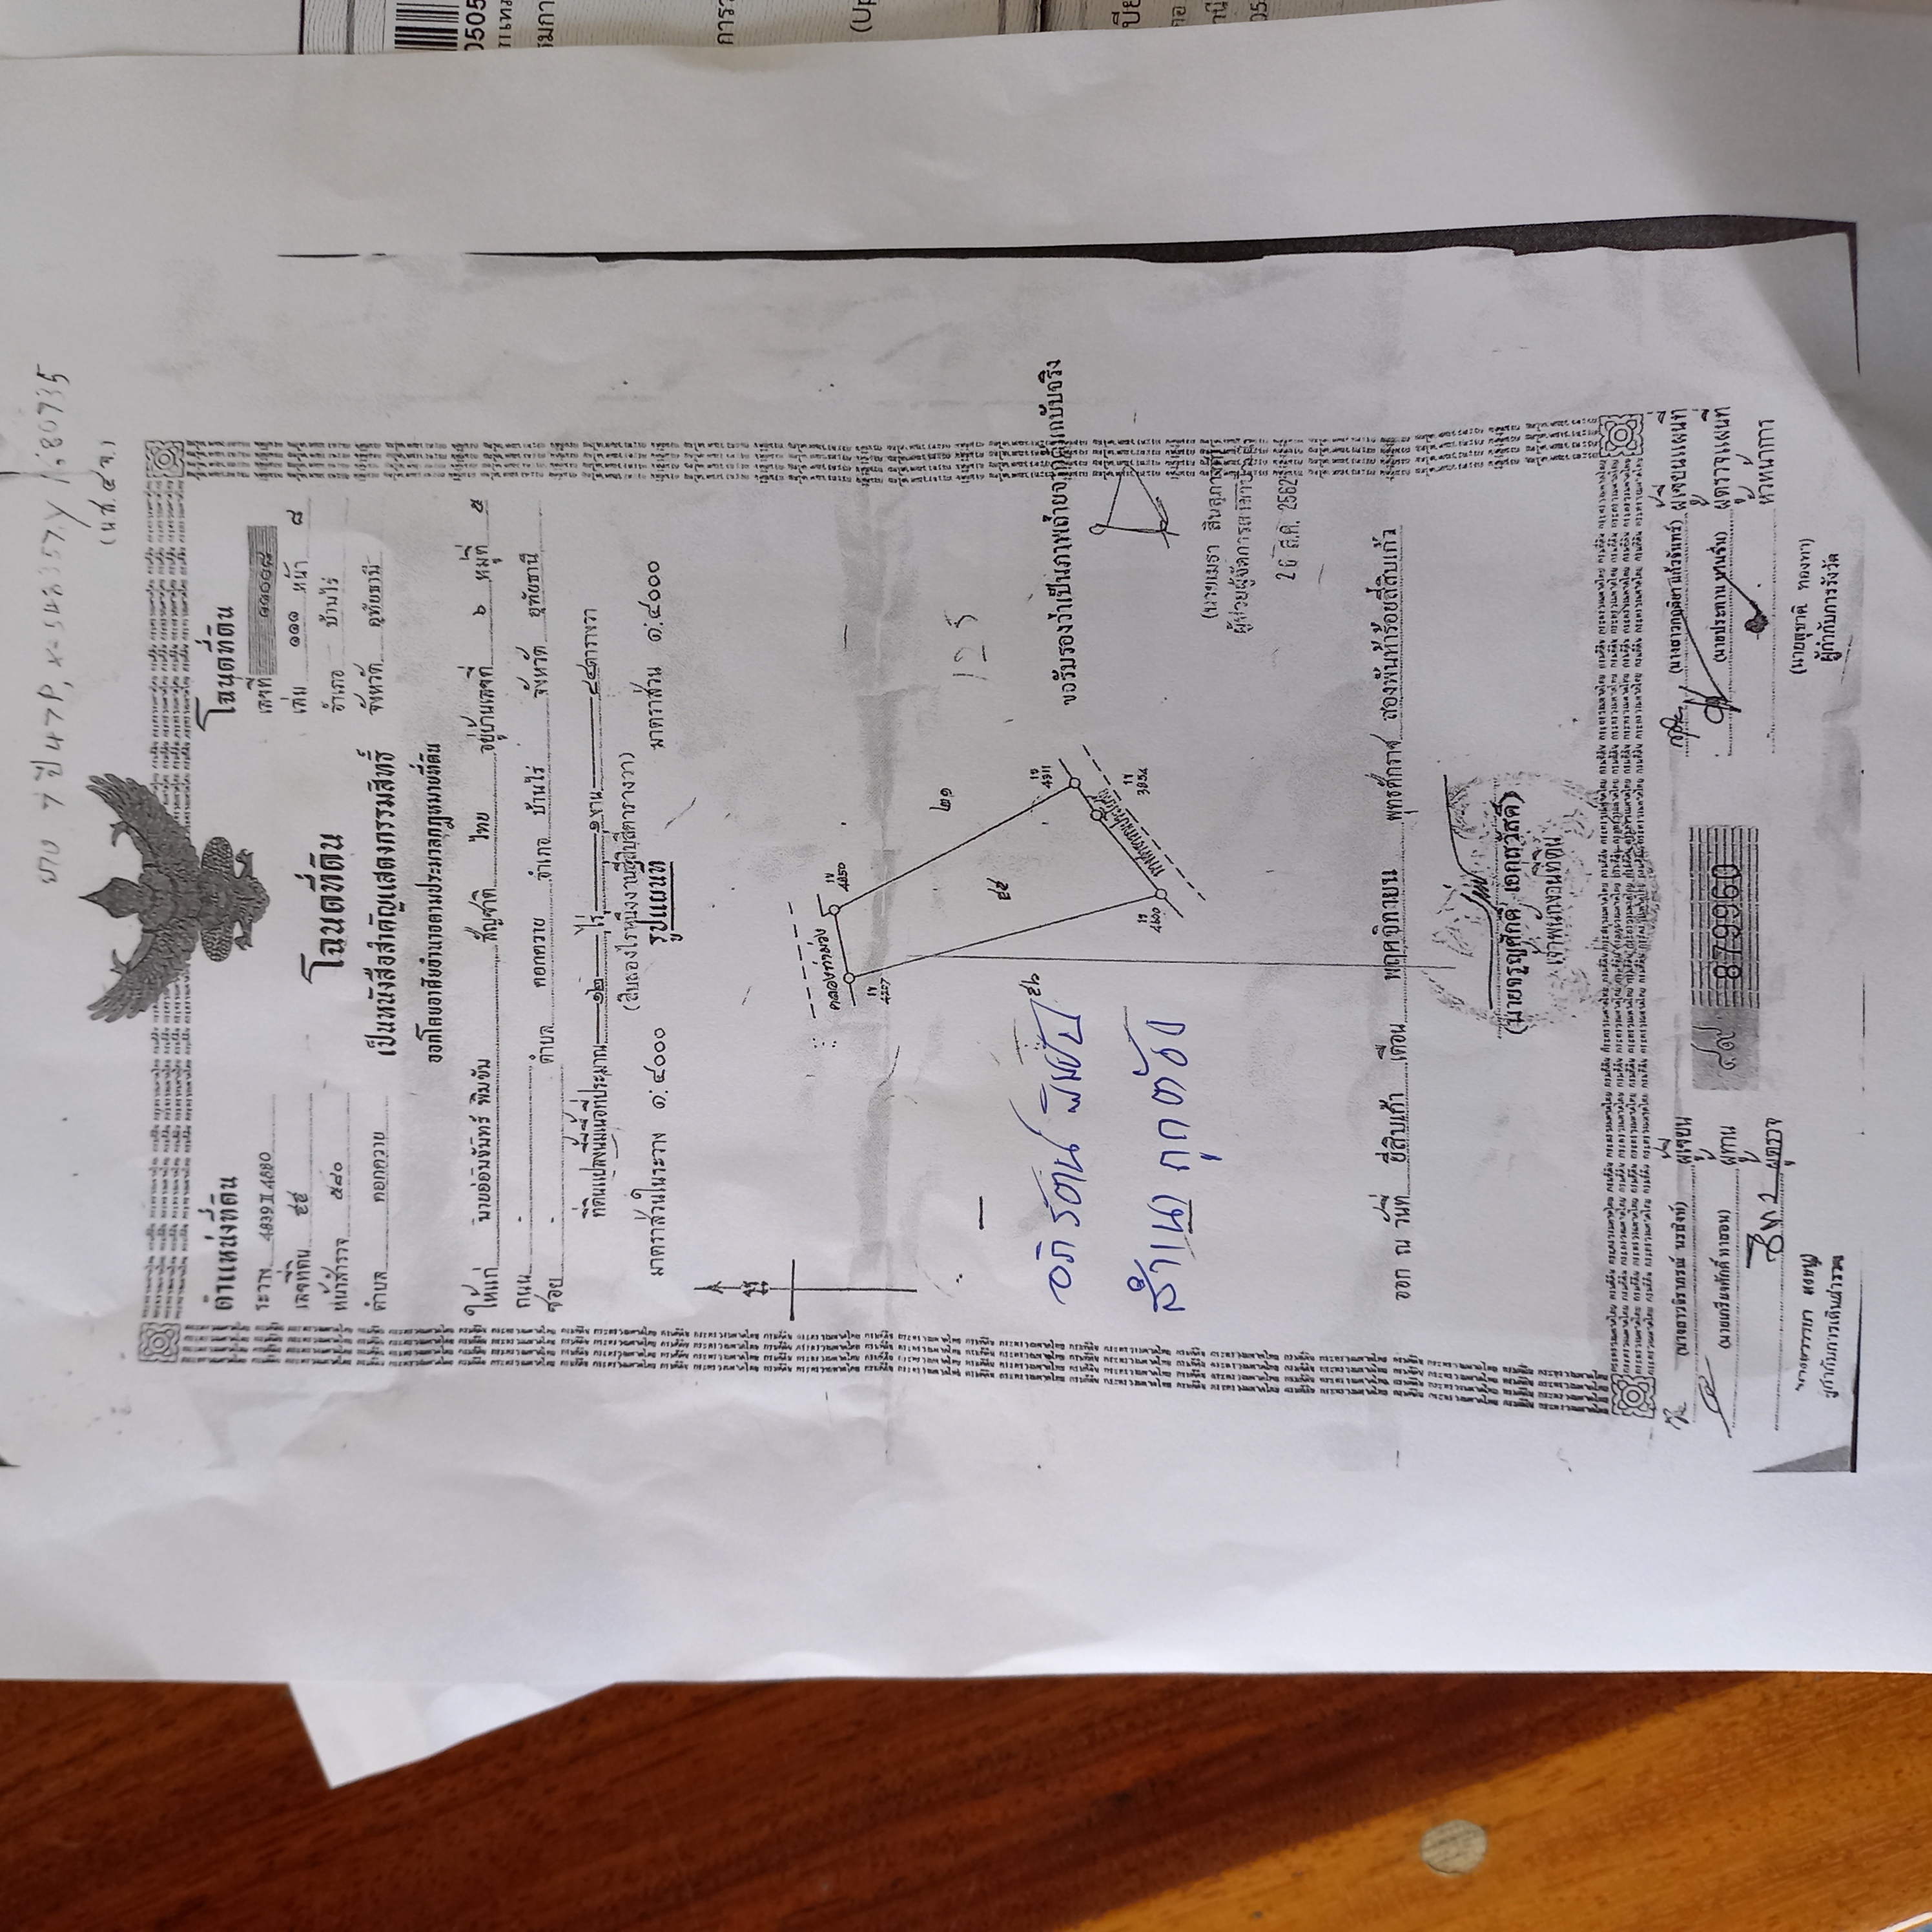 ยาง 7 ปี 47P, X=548357, Y 1680735
(น.ส. ๔ จ.)
ตำแหน่งที่ดิน
ระวาง 4839 II 4880
เลขที่ดิน ๕๕
หน้าสำรวจ ๕๘๐
ตำบล คอกควาย
โฉนดที่ดิน
เลขที่ ๑๑๐๐๘
เล่ม ๑๑๑ หน้า ๘
อำเภอ บ้านไร่
จังหวัด อุทัยธานี
โฉนดที่ดิน
เป็นหนังสือสำคัญแสดงกรรมสิทธิ์
ออกโดยอาศัยอำนาจตามประมวลกฎหมายที่ดิน
ให้แก่ นายอ่อนจันทร์ พิมขัน สัญชาติ ไทย อยู่บ้านเลขที่ ๖ หมู่ที่ ๕
ถนน -
ซอย - ตำบล คอกควาย อำเภอ บ้านไร่ จังหวัด อุทัยธานี
ที่ดินแปลงนี้มีเนื้อที่ประมาณ ๑๒ ไร่ ๑ งาน ๔๔ ตารางวา
(สิบสองไร่หนึ่งงานสี่สิบสี่ตารางวา)
มาตราส่วนในระวาง ๑:๔๐๐๐ รูปแผนที่ มาตราส่วน ๑:๔๐๐๐
คลองท่าม่วง
4850
4207
๒๑
125
๕๕
๕๖
4911
อภิรัตน์ พิมขัน
ขอรับรองว่าเป็นภาพถ่ายจากต้นฉบับจริง
ทางสาธารณประโยชน์
3854
4600
สำเนาถูกต้อง
(นายเมธา
ผู้ช่วยผู้จัดการสาขา
26 ส.ค. 2562
ออก ณ วันที่ ยี่สิบเก้า เดือน พฤศจิกายน พุทธศักราช สองพันห้าร้อยสี่สิบเก้า
(นายจรูญศักดิ์ เอกสวัสดิ์)
เจ้าพนักงานที่ดิน
(นางสาวจิราภรณ์ นรสิงห์) ผู้เขียน
(นายเกรียงศักดิ์ ทาซอน) ผู้ทาน
ผู้ตรวจ
ผู้กำกับการเดินสำรวจ
๔๙ 879960
(นางสาวกฤติยา แก้วจันทร์) ผู้เขียนแผนที่
(นายประทาน ผู้ตรวจแผนที่
หัวหน้าการ
(นายสุชาติ ทองทา)
ผู้กำกับการรังวัด